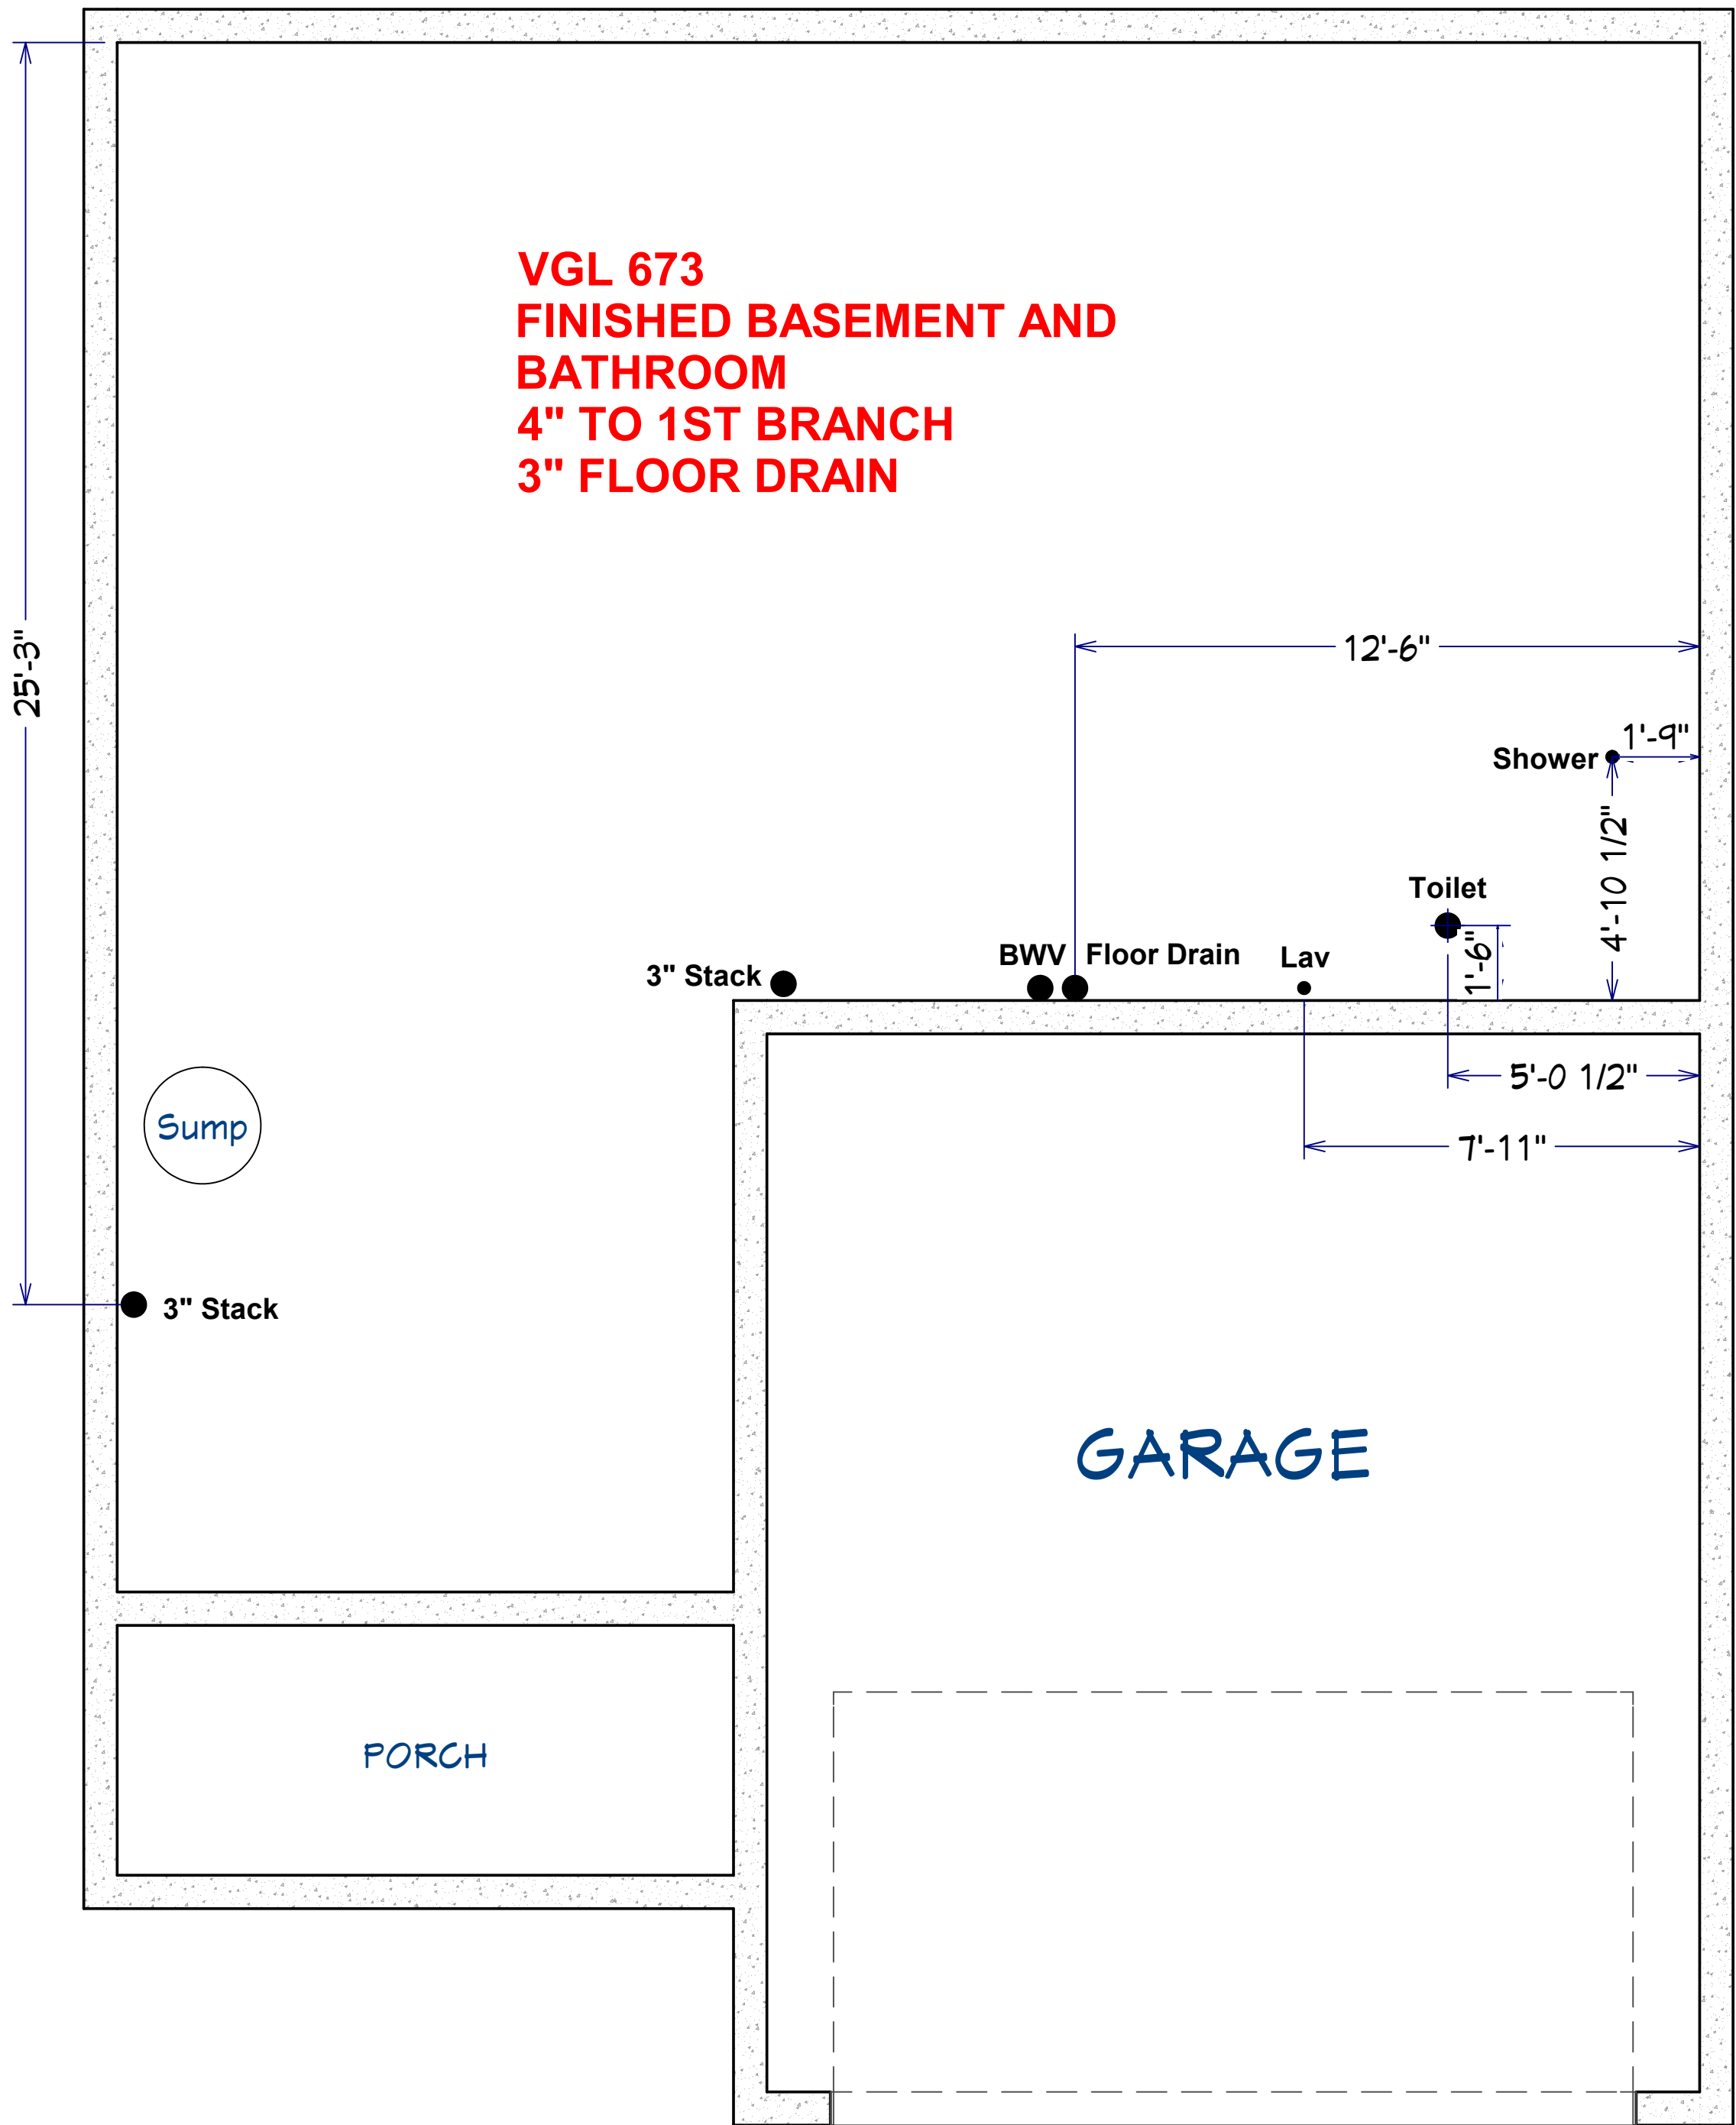 VGL 673
FINISHED BASEMENT AND
BATHROOM
4" TO 1ST BRANCH
3" FLOOR DRAIN
25'-3"
12'-6"
1'-9"
Shower
4'-10 1/2"
Toilet
1'-6"
BWV
Floor Drain
Lav
3" Stack
5'-0 1/2"
Sump
7'-11"
3" Stack
GARAGE
PORCH